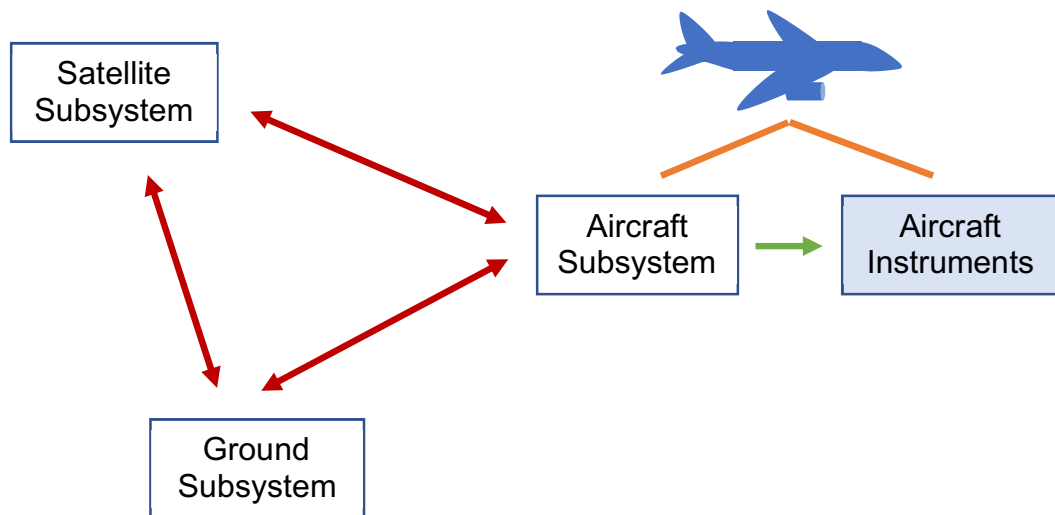 Satellite
Subsystem
Aircraft
Subsystem
Aircraft
Instruments
Ground
Subsystem